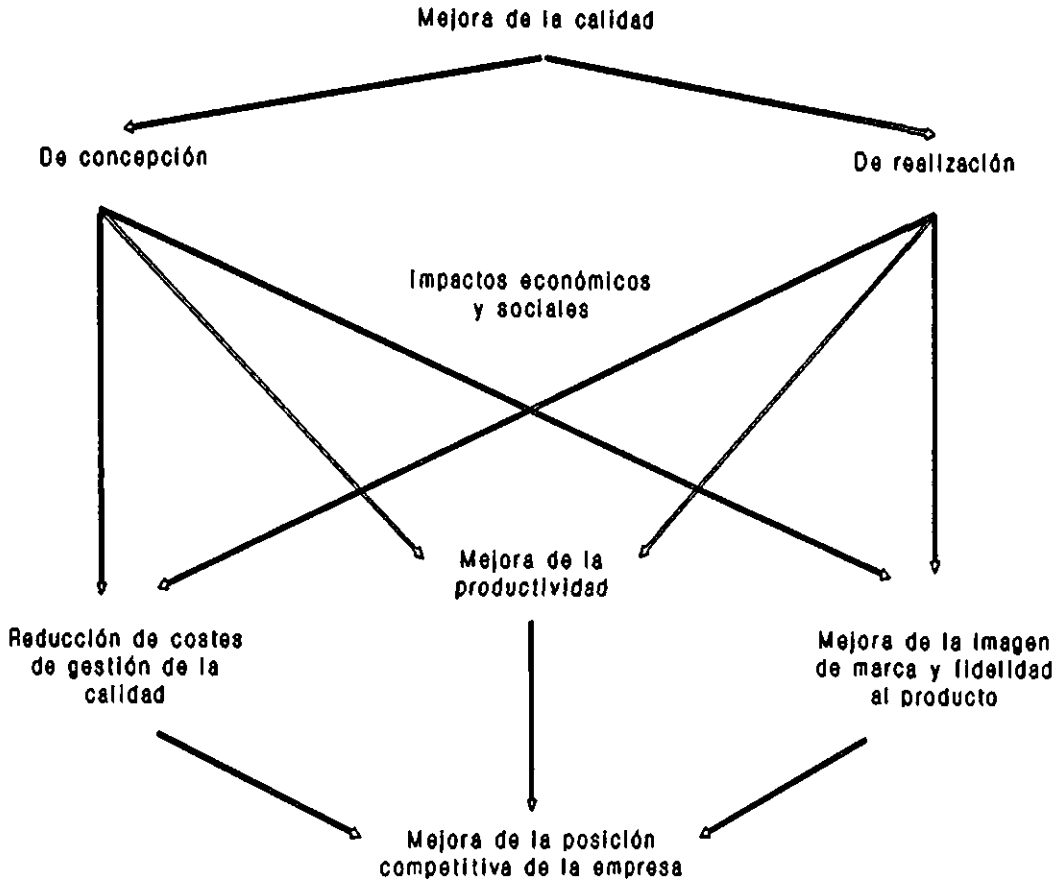 Mejora de la calidad
De concepción
De realización
Impactos económicos
y sociales
Mejora de la
productividad
Reducción de costes
de gestión de la
calidad
Mejora de la imagen
de marca y fidelidad
al producto
Mejora de la posición
competitiva de la empresa